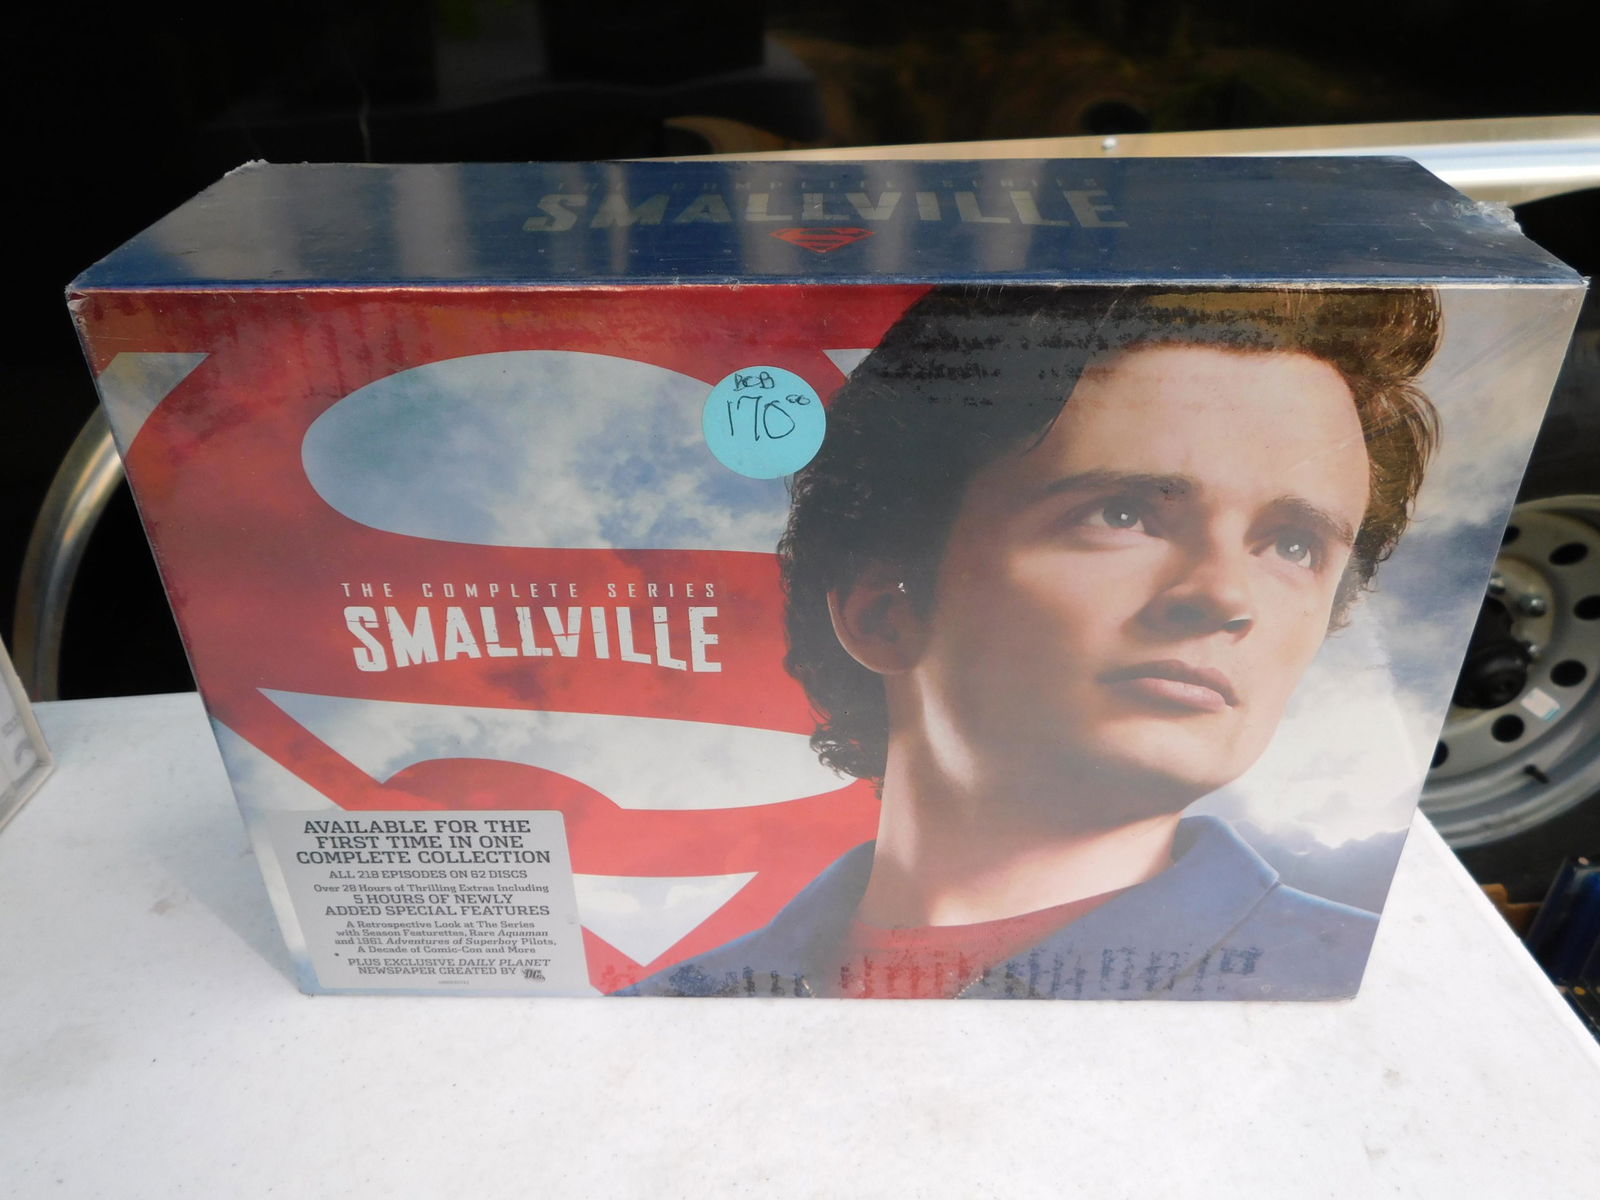 THE COMPLETE SERIES
SMALLVILLE
BOB
170⁰⁰
THE COMPLETE SERIES
SMALLVILLE
AVAILABLE FOR THE
FIRST TIME IN ONE
COMPLETE COLLECTION
ALL 218 EPISODES ON 62 DISCS
Over 28 Hours of Thrilling Extras Including
5 HOURS OF NEWLY
ADDED SPECIAL FEATURES
A Retrospective Look at The Series
with Season Featurettes, Rare Aquaman
and 1961 Adventures of Superboy Pilots,
A Decade of Comic-Con and More
PLUS EXCLUSIVE DAILY PLANET
NEWSPAPER CREATED BY DC